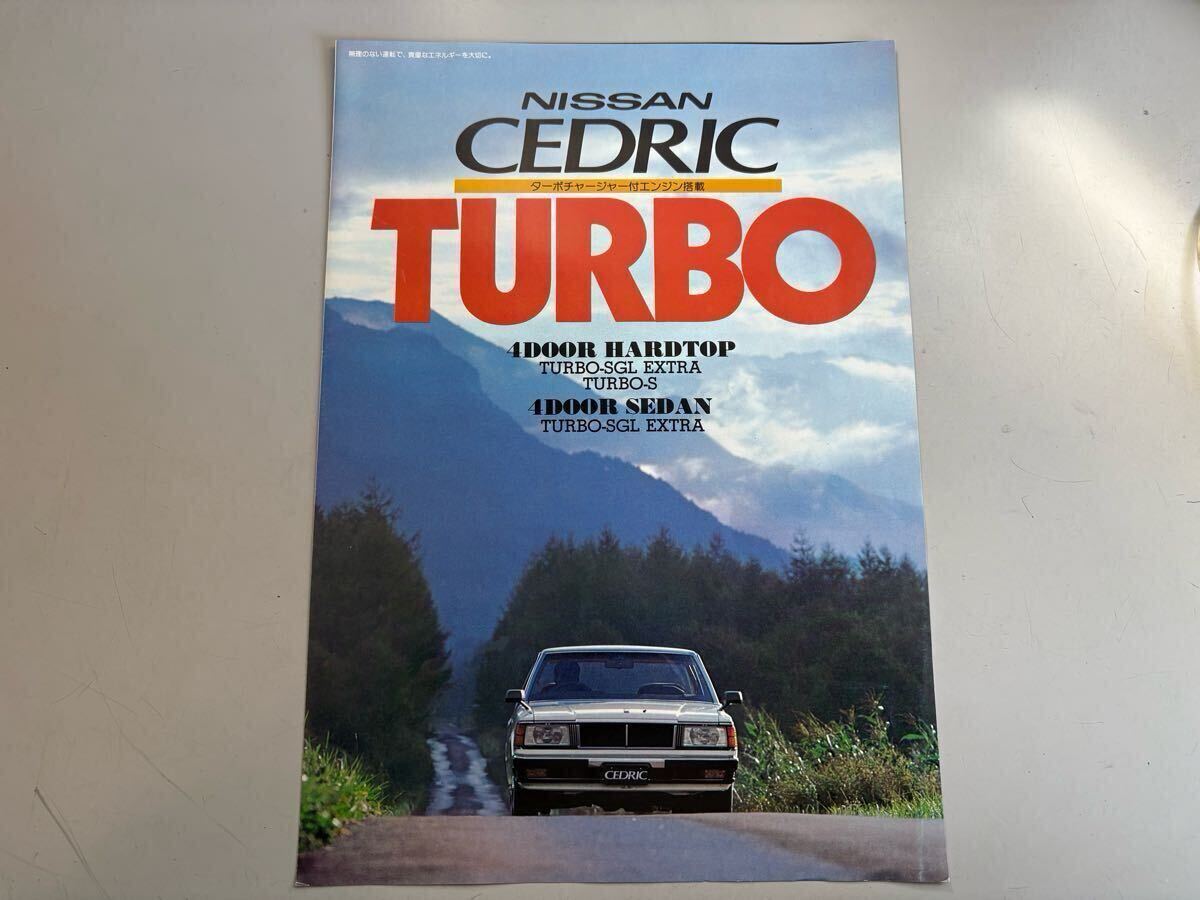 無理のない運転で、貴重なエネルギーを大切に。
NISSAN
CEDRIC
ターボチャージャー付エンジン搭載
TURBO
4DOOR HARDTOP
TURBO-SGL EXTRA
TURBO-S
4DOOR SEDAN
TURBO-SGL EXTRA
CEDRIC